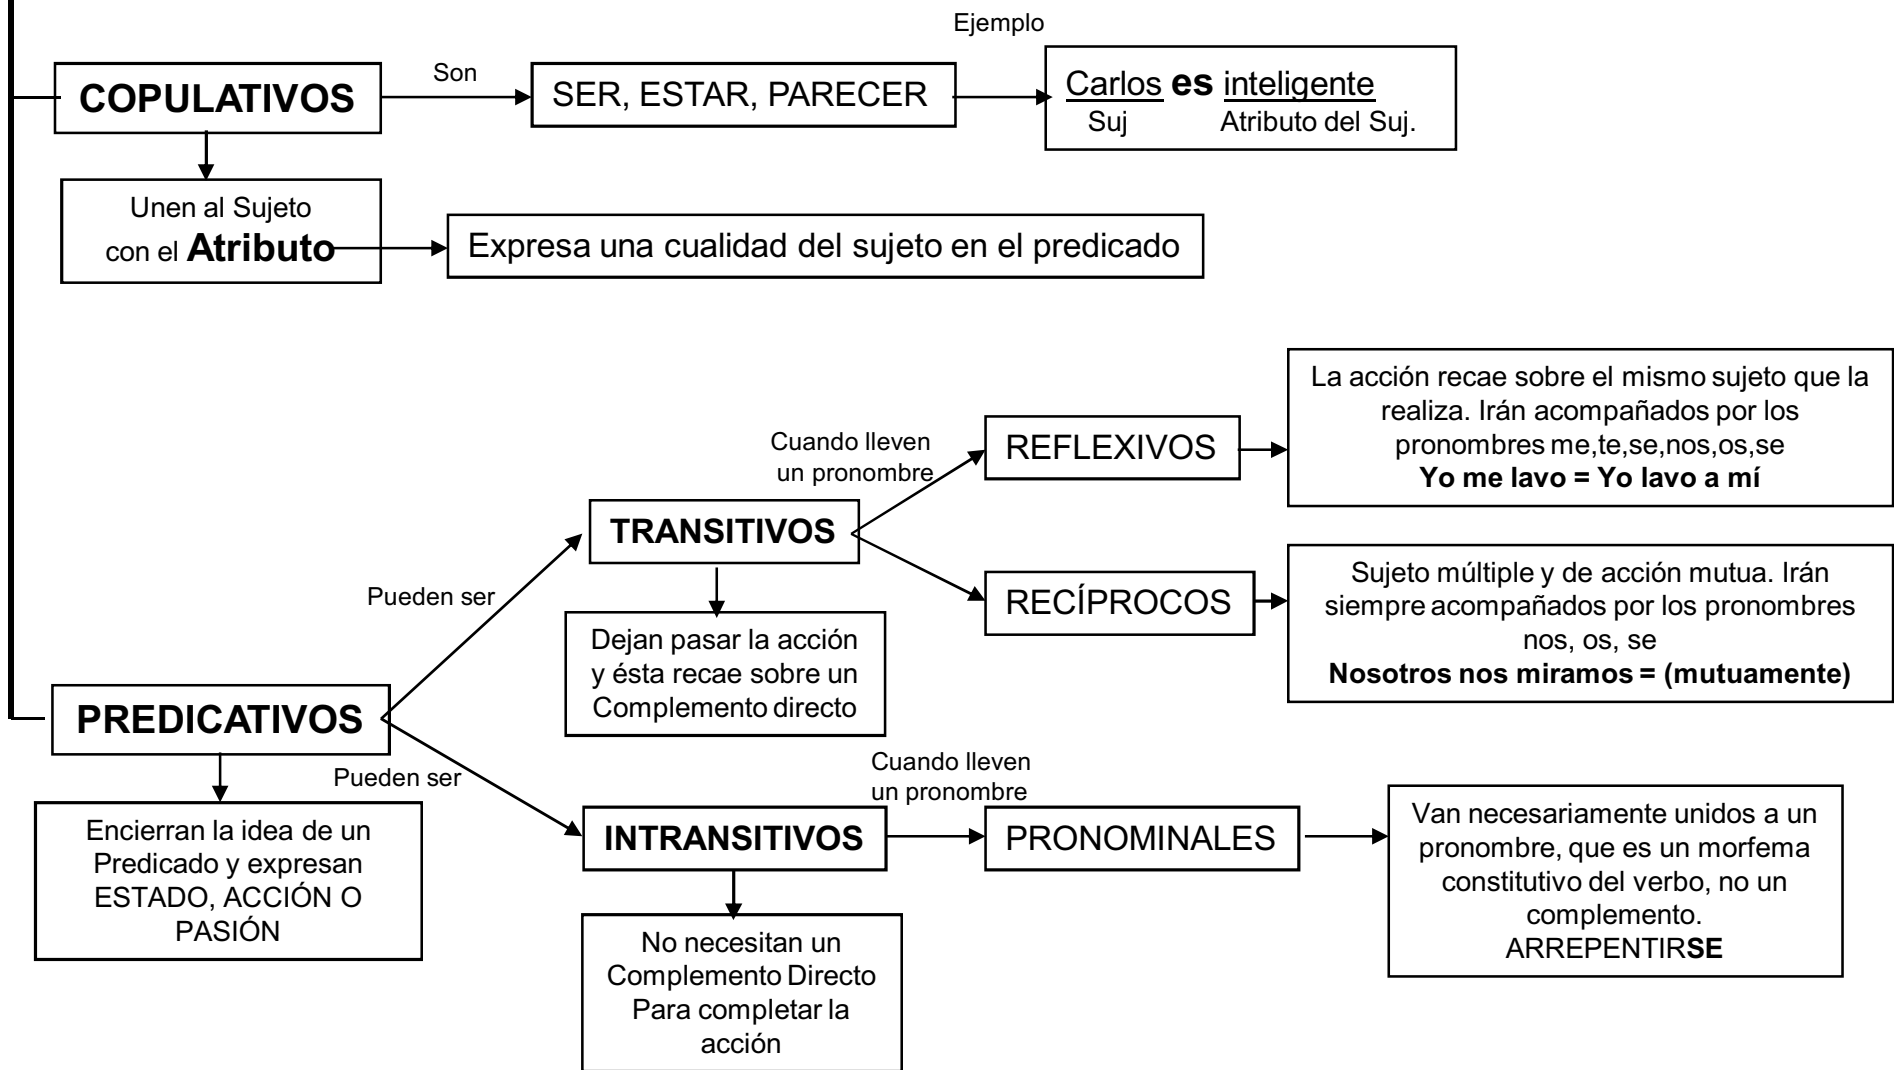 Ejemplo
COPULATIVOS
Son
SER, ESTAR, PARECER
Carlos es inteligente
Suj Atributo del Suj.
Unen al Sujeto
con el Atributo
Expresa una cualidad del sujeto en el predicado
PREDICATIVOS
Encierran la idea de un
Predicado y expresan
ESTADO, ACCIÓN O
PASIÓN
Pueden ser
TRANSITIVOS
Dejan pasar la acción
y ésta recae sobre un
Complemento directo
Cuando lleven
un pronombre
REFLEXIVOS
La acción recae sobre el mismo sujeto que la
realiza. Irán acompañados por los
pronombres me,te,se,nos,os,se
Yo me lavo = Yo lavo a mí
RECÍPROCOS
Sujeto múltiple y de acción mutua. Irán
siempre acompañados por los pronombres
nos, os, se
Nosotros nos miramos = (mutuamente)
Pueden ser
INTRANSITIVOS
No necesitan un
Complemento Directo
Para completar la
acción
Cuando lleven
un pronombre
PRONOMINALES
Van necesariamente unidos a un
pronombre, que es un morfema
constitutivo del verbo, no un
complemento.
ARREPENTIRSE